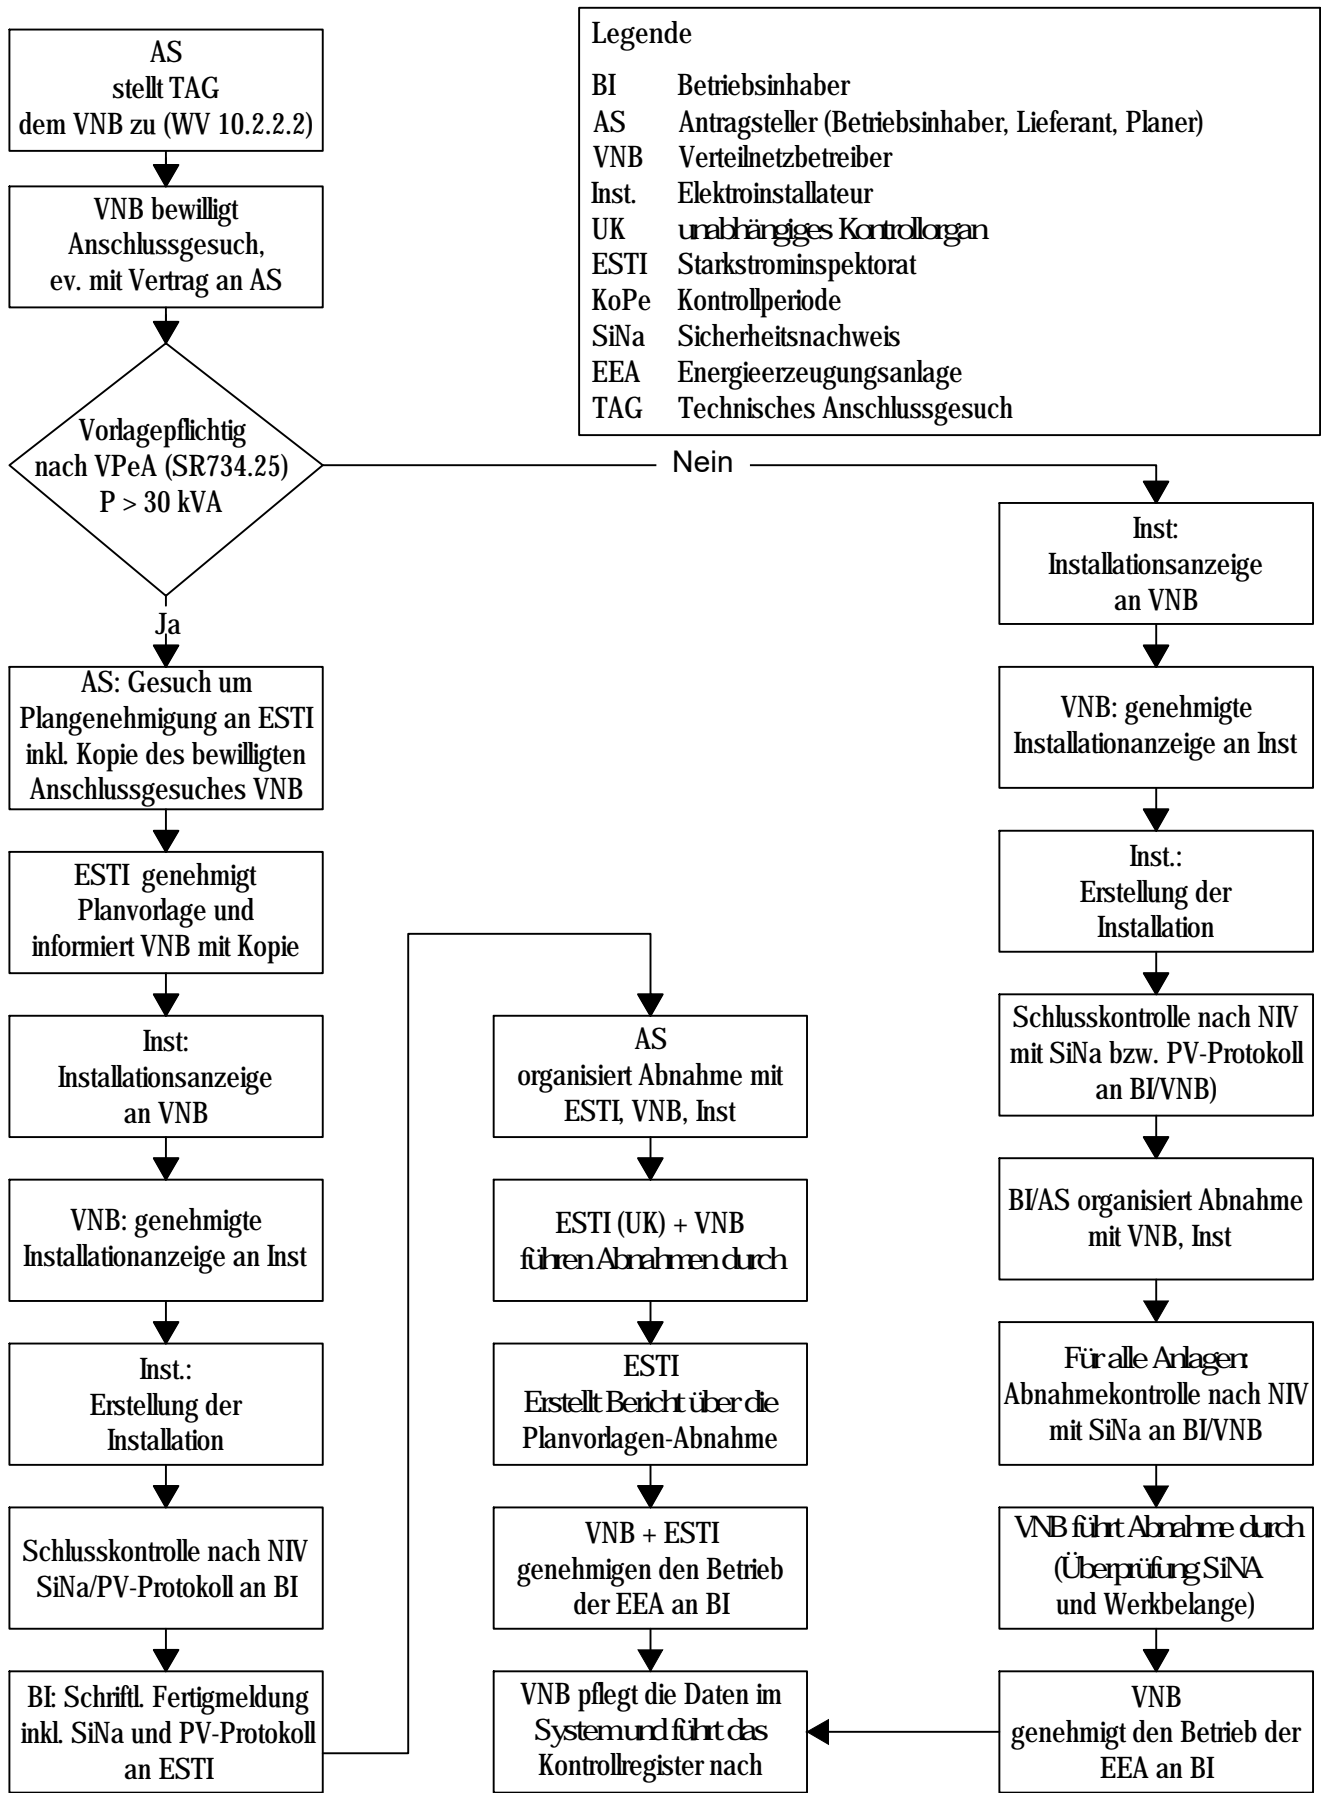 AS
stellt TAG
dem VNB zu (WV 10.2.2.2)
VNB bewilligt
Anschlussgesuch,
ev. mit Vertrag an AS
Vorlagepflichtig
nach VPeA (SR734.25)
P > 30 kVA
Ja
AS: Gesuch um
Plangenehmigung an ESTI
inkl. Kopie des bewilligten
Anschlussgesuches VNB
ESTI genehmigt
Planvorlage und
informiert VNB mit Kopie
Inst:
Installationsanzeige
an VNB
VNB: genehmigte
Installationanzeige an Inst
Inst.:
Erstellung der
Installation
Schlusskontrolle nach NIV
SiNa/PV-Protokoll an BI
BI: Schriftl. Fertigmeldung
inkl. SiNa und PV-Protokoll
an ESTI
Legende
BI Betriebsinhaber
AS Antragsteller (Betriebsinhaber, Lieferant, Planer)
VNB Verteilnetzbetreiber
Inst. Elektroinstallateur
UK unabhängiges Kontrollorgan
ESTI Starkstrominspektorat
KoPe Kontrollperiode
SiNa Sicherheitsnachweis
EEA Energieerzeugungsanlage
TAG Technisches Anschlussgesuch
Nein
AS
organisiert Abnahme mit
ESTI, VNB, Inst
ESTI (UK) + VNB
führen Abnahmen durch
ESTI
Erstellt Bericht über die
Planvorlagen-Abnahme
VNB + ESTI
genehmigen den Betrieb
der EEA an BI
VNB pflegt die Daten im
System und führt das
Kontrollregister nach
Inst:
Installationsanzeige
an VNB
VNB: genehmigte
Installationanzeige an Inst
Inst.:
Erstellung der
Installation
Schlusskontrolle nach NIV
mit SiNa bzw. PV-Protokoll
an BI/VNB)
BI/AS organisiert Abnahme
mit VNB, Inst
Für alle Anlagen:
Abnahmekontrolle nach NIV
mit SiNa an BI/VNB
VNB führt Abnahme durch
(Überprüfung SiNA
und Werkbelange)
VNB
genehmigt den Betrieb der
EEA an BI